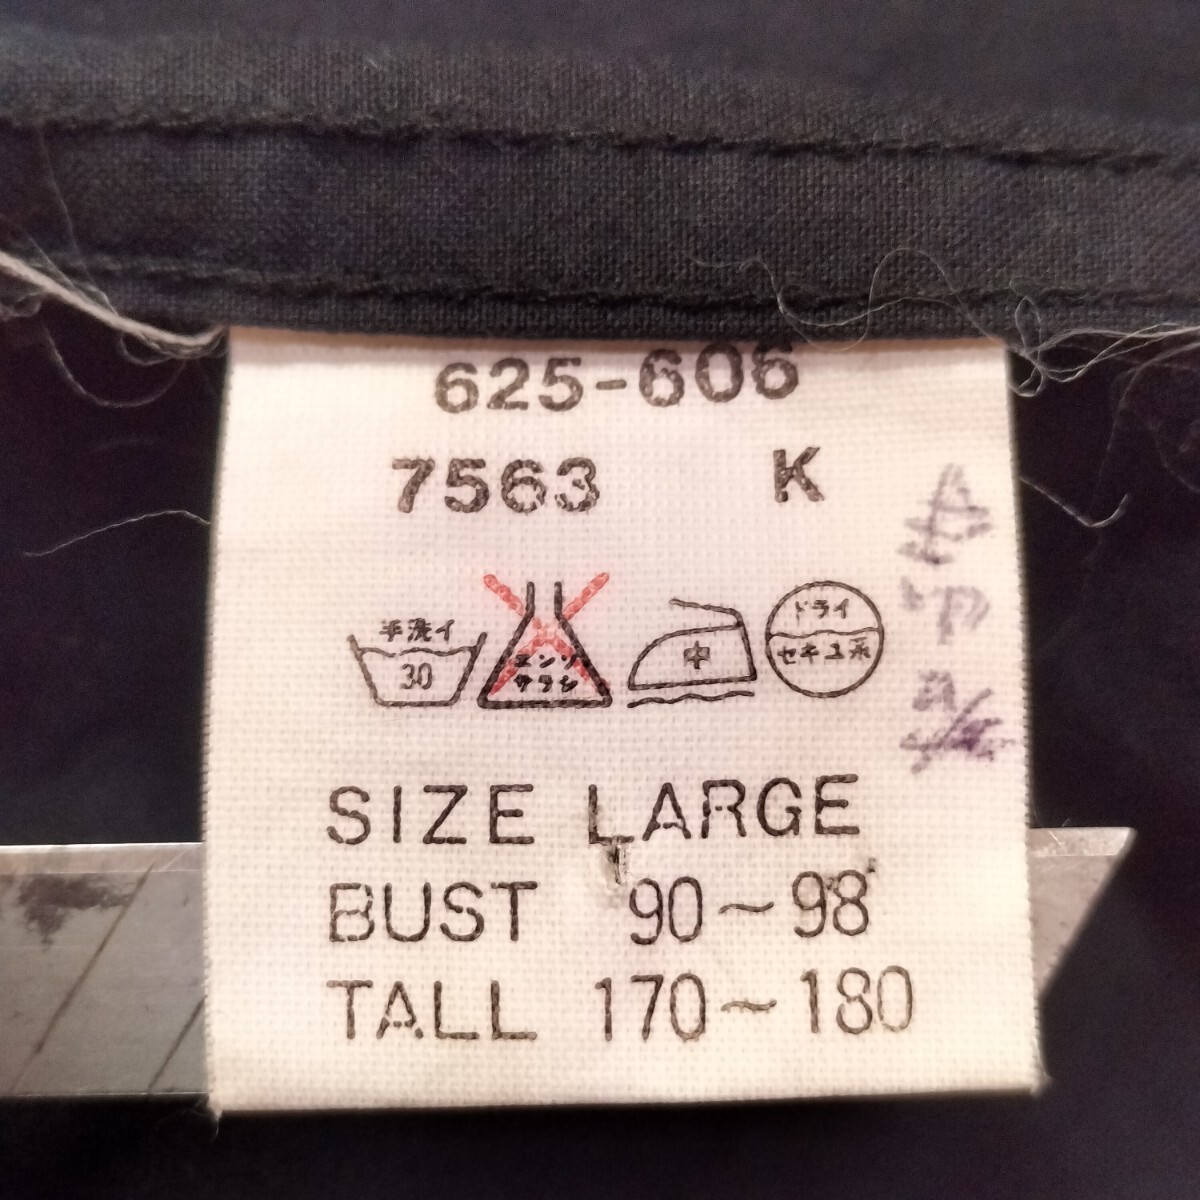 625-606
7563 K
手洗イ
30
エンソ
サラシ
中
ドライ
セキユ系
SIZE LARGE
BUST 90~98
TALL 170~180